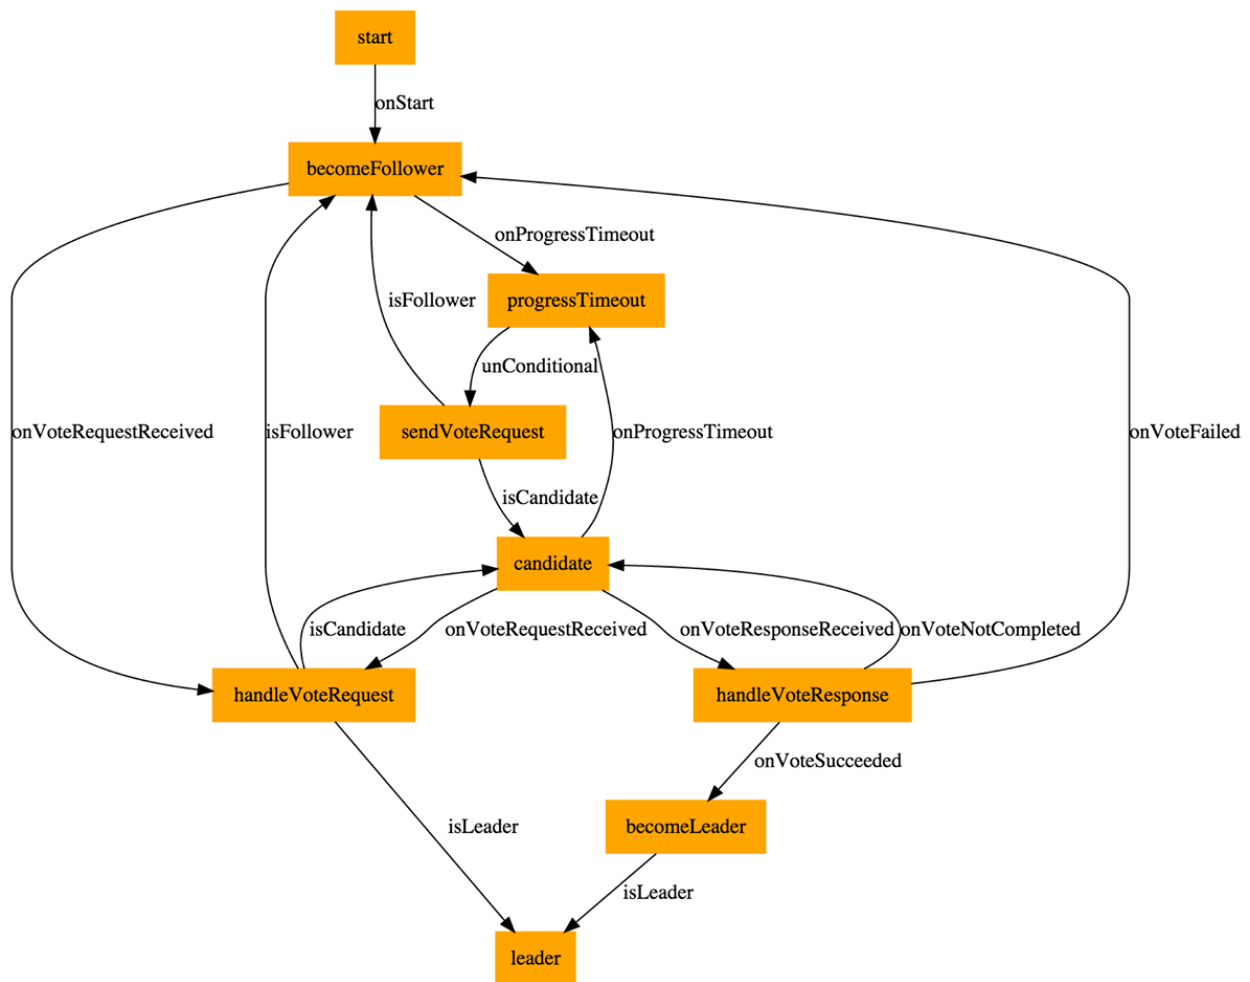 start
onStart
becomeFollower
onProgressTimeout
isFollower
progressTimeout
unConditional
onVoteRequestReceived
isFollower
sendVoteRequest
onProgressTimeout
onVoteFailed
isCandidate
candidate
isCandidate
onVoteRequestReceived
onVoteResponseReceived
onVoteNotCompleted
handleVoteRequest
handleVoteResponse
onVoteSucceeded
isLeader
becomeLeader
isLeader
leader